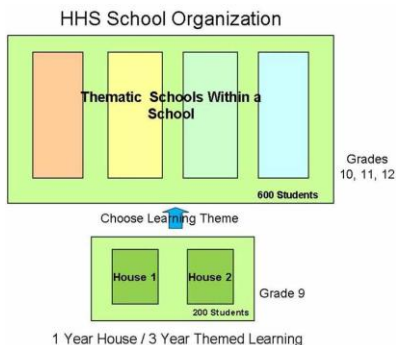 HHS School Organization
Thematic Schools Within a
School
Grades
10, 11, 12
600 Students
Choose Learning Theme
House 1
House 2
Grade 9
200 Students
1 Year House / 3 Year Themed Learning